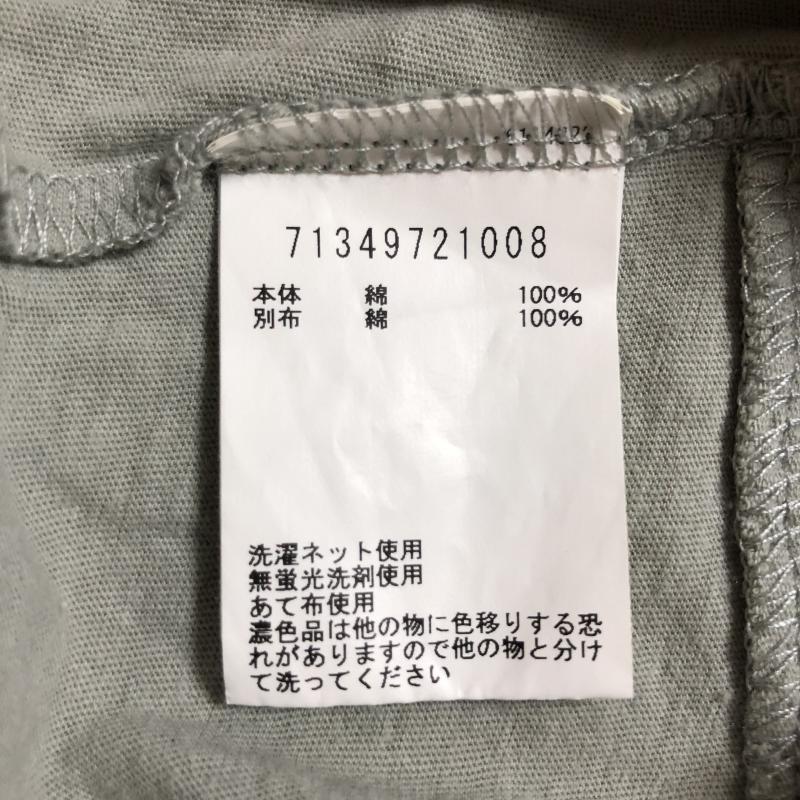 71349721008
本体 綿 100%
別布 綿 100%
洗濯ネット使用
無蛍光洗剤使用
あて布使用
濃色品は他の物に色移りする恐
れがありますので他の物と分け
て洗ってください